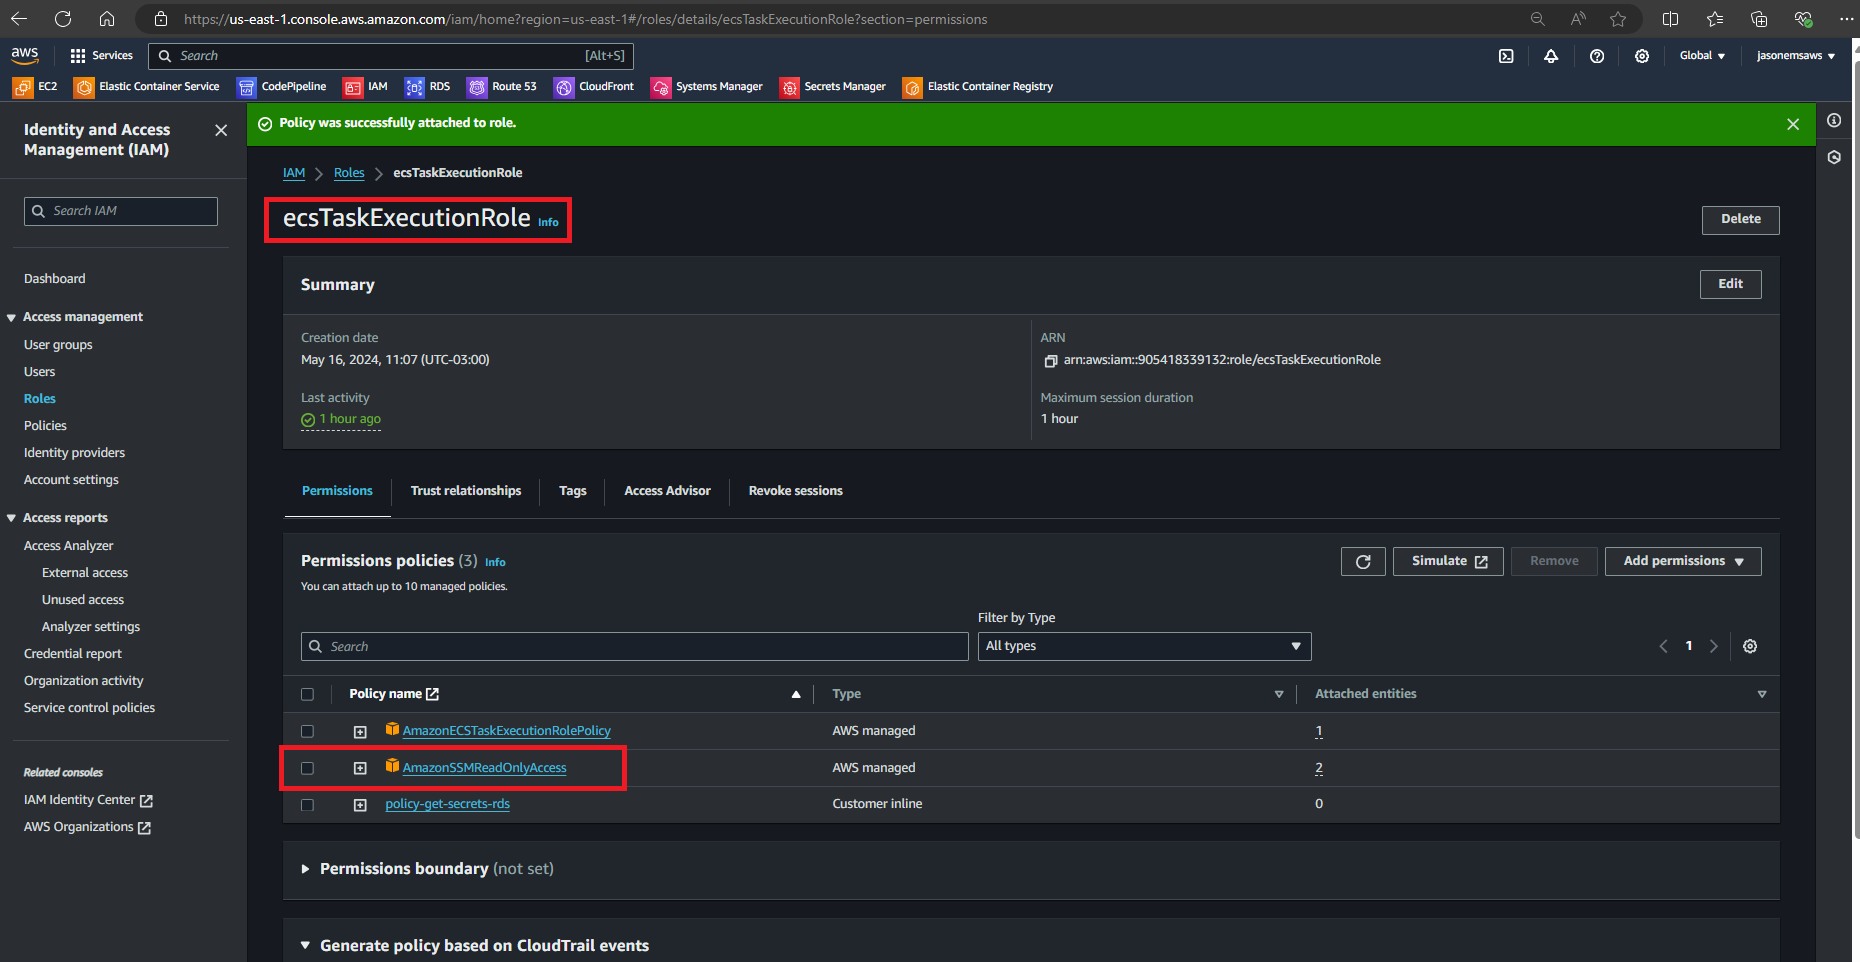 https://us-east-1.console.aws.amazon.com/iam/home?region=us-east-1#/roles/details/ecsTaskExecutionRole?section=permissions
aws
Services
Search
[Alt+S]
Global
jasonemsaws
EC2
Elastic Container Service
CodePipeline
IAM
RDS
Route 53
CloudFront
Systems Manager
Secrets Manager
Elastic Container Registry
Identity and Access
Management (IAM)
Search IAM
Dashboard
Access management
User groups
Users
Roles
Policies
Identity providers
Account settings
Access reports
Access Analyzer
External access
Unused access
Analyzer settings
Credential report
Organization activity
Service control policies
Related consoles
IAM Identity Center
AWS Organizations
Policy was successfully attached to role.
IAM
Roles
ecsTaskExecutionRole
ecsTaskExecutionRole Info
Delete
Summary
Edit
Creation date
May 16, 2024, 11:07 (UTC-03:00)
ARN
arn:aws:iam::905418339132:role/ecsTaskExecutionRole
Last activity
1 hour ago
Maximum session duration
1 hour
Permissions
Trust relationships
Tags
Access Advisor
Revoke sessions
Permissions policies (3) Info
You can attach up to 10 managed policies.
Simulate
Remove
Add permissions
Filter by Type
Search
All types
1
Policy name
Type
Attached entities
AmazonECSTaskExecutionRolePolicy
AWS managed
1
AmazonSSMReadOnlyAccess
AWS managed
2
policy-get-secrets-rds
Customer inline
0
Permissions boundary (not set)
Generate policy based on CloudTrail events